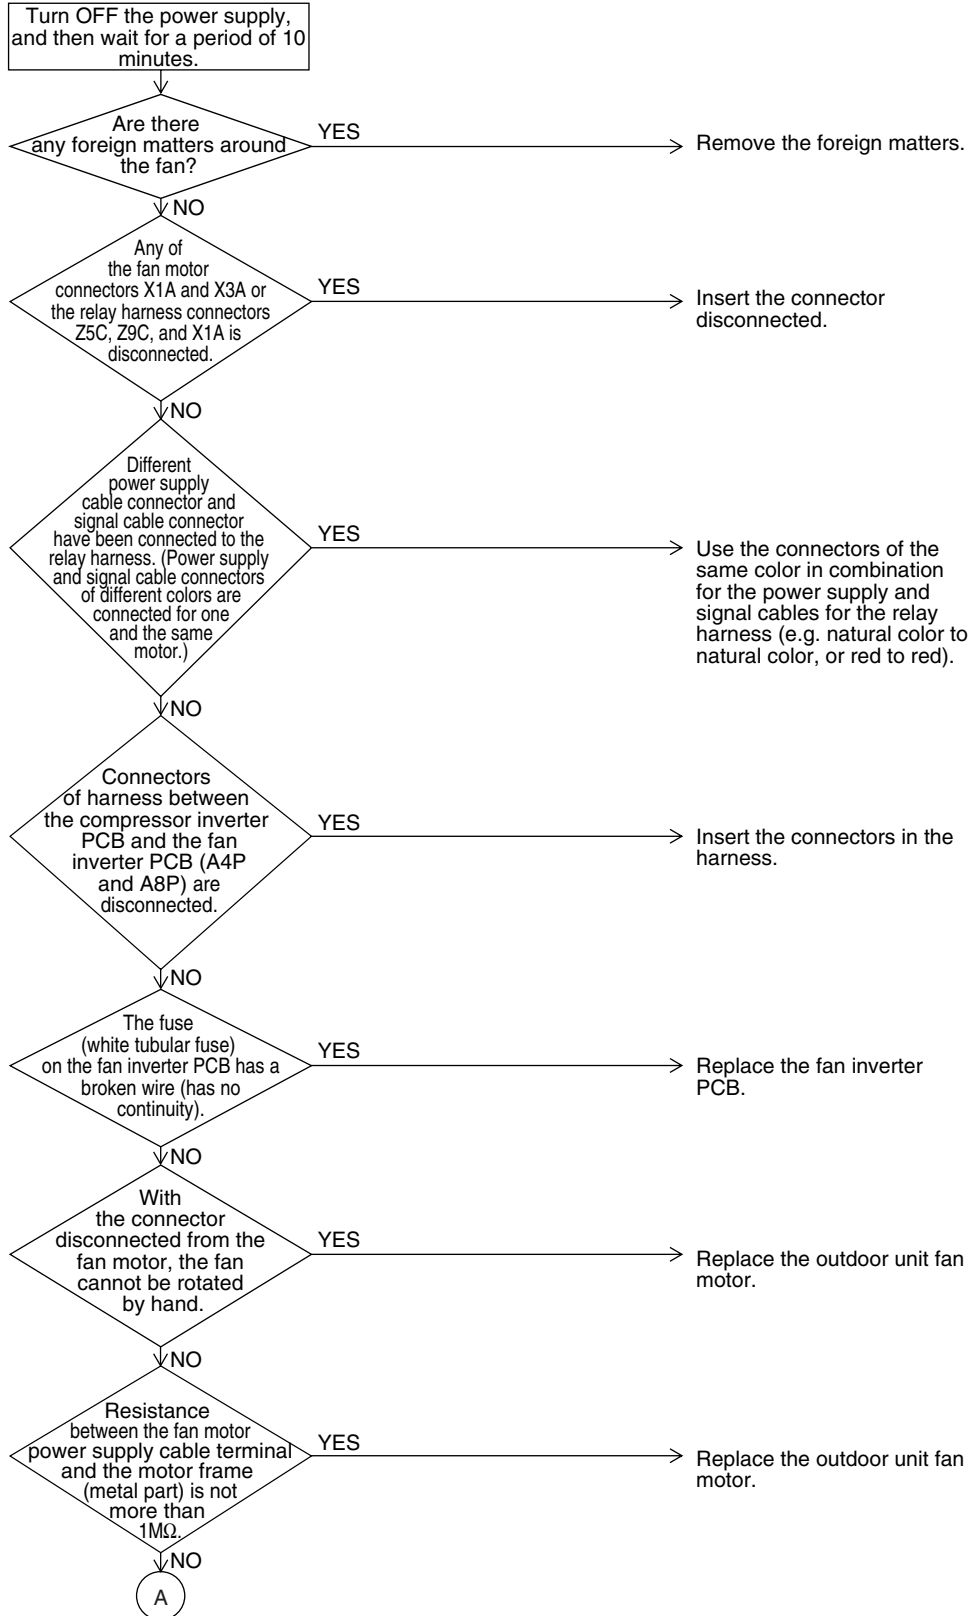 Turn OFF the power supply,
and then wait for a period of 10
minutes.
Are there
any foreign matters around
the fan?
YES
Remove the foreign matters.
NO
Any of
the fan motor
connectors X1A and X3A or
the relay harness connectors
Z5C, Z9C, and X1A is
disconnected.
YES
Insert the connector
disconnected.
NO
Different
power supply
cable connector and
signal cable connector
have been connected to the
relay harness. (Power supply
and signal cable connectors
of different colors are
connected for one
and the same
motor.)
YES
Use the connectors of the
same color in combination
for the power supply and
signal cables for the relay
harness (e.g. natural color to
natural color, or red to red).
NO
Connectors
of harness between
the compressor inverter
PCB and the fan
inverter PCB (A4P
and A8P) are
disconnected.
YES
Insert the connectors in the
harness.
NO
The fuse
(white tubular fuse)
on the fan inverter PCB has a
broken wire (has no
continuity).
YES
Replace the fan inverter
PCB.
NO
With
the connector
disconnected from the
fan motor, the fan
cannot be rotated
by hand.
YES
Replace the outdoor unit fan
motor.
NO
Resistance
between the fan motor
power supply cable terminal
and the motor frame
(metal part) is not
more than
1MΩ.
YES
Replace the outdoor unit fan
motor.
NO
A